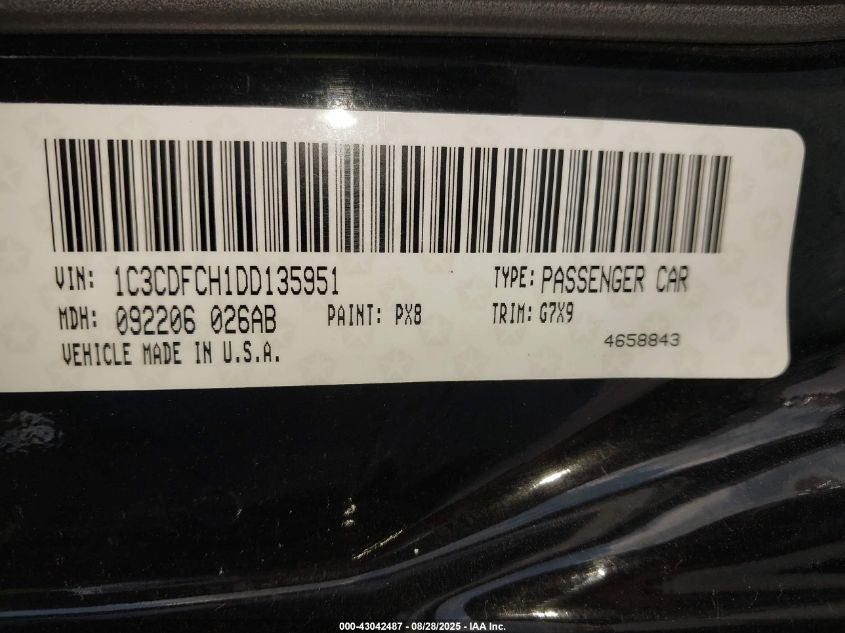 VIN: 1C3CDFCH1DD135951 TYPE: PASSENGER CAR
MDH: 092206 026AB PAINT: PX8 TRIM: G7X9
VEHICLE MADE IN U.S.A. 4658843
000-43042487 - 08/28/2025 - IAA Inc.